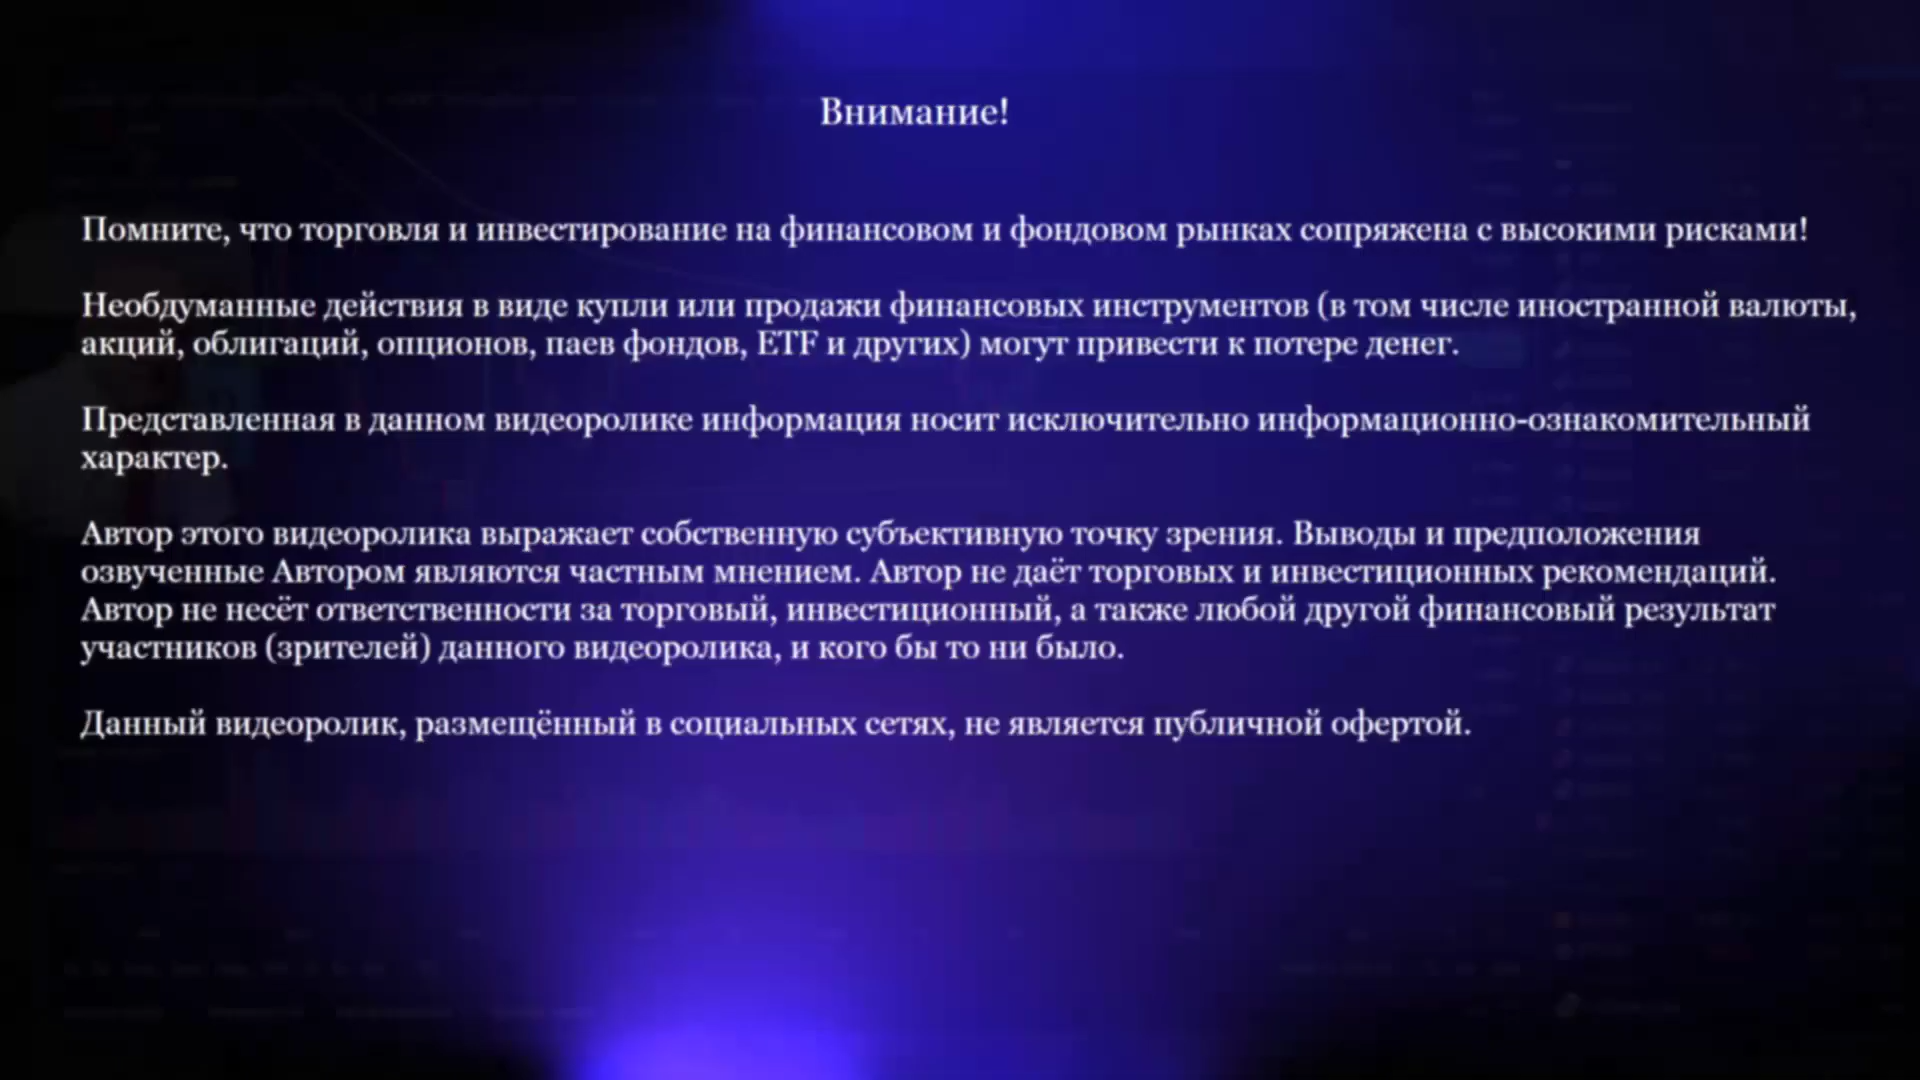 Внимание!
Помните, что торговля и инвестирование на финансовом и фондовом рынках сопряжена с высокими рисками!
Необдуманные действия в виде купли или продажи финансовых инструментов (в том числе иностранной валюты,
акций, облигаций, опционов, паев фондов, ETF и других) могут привести к потере денег.
Представленная в данном видеоролике информация носит исключительно информационно-ознакомительный
характер.
Автор этого видеоролика выражает собственную субъективную точку зрения. Выводы и предположения
озвученные Автором являются частным мнением. Автор не даёт торговых и инвестиционных рекомендаций.
Автор не несёт ответственности за торговый, инвестиционный, а также любой другой финансовый результат
участников (зрителей) данного видеоролика, и кого бы то ни было.
Данный видеоролик, размещённый в социальных сетях, не является публичной офертой.